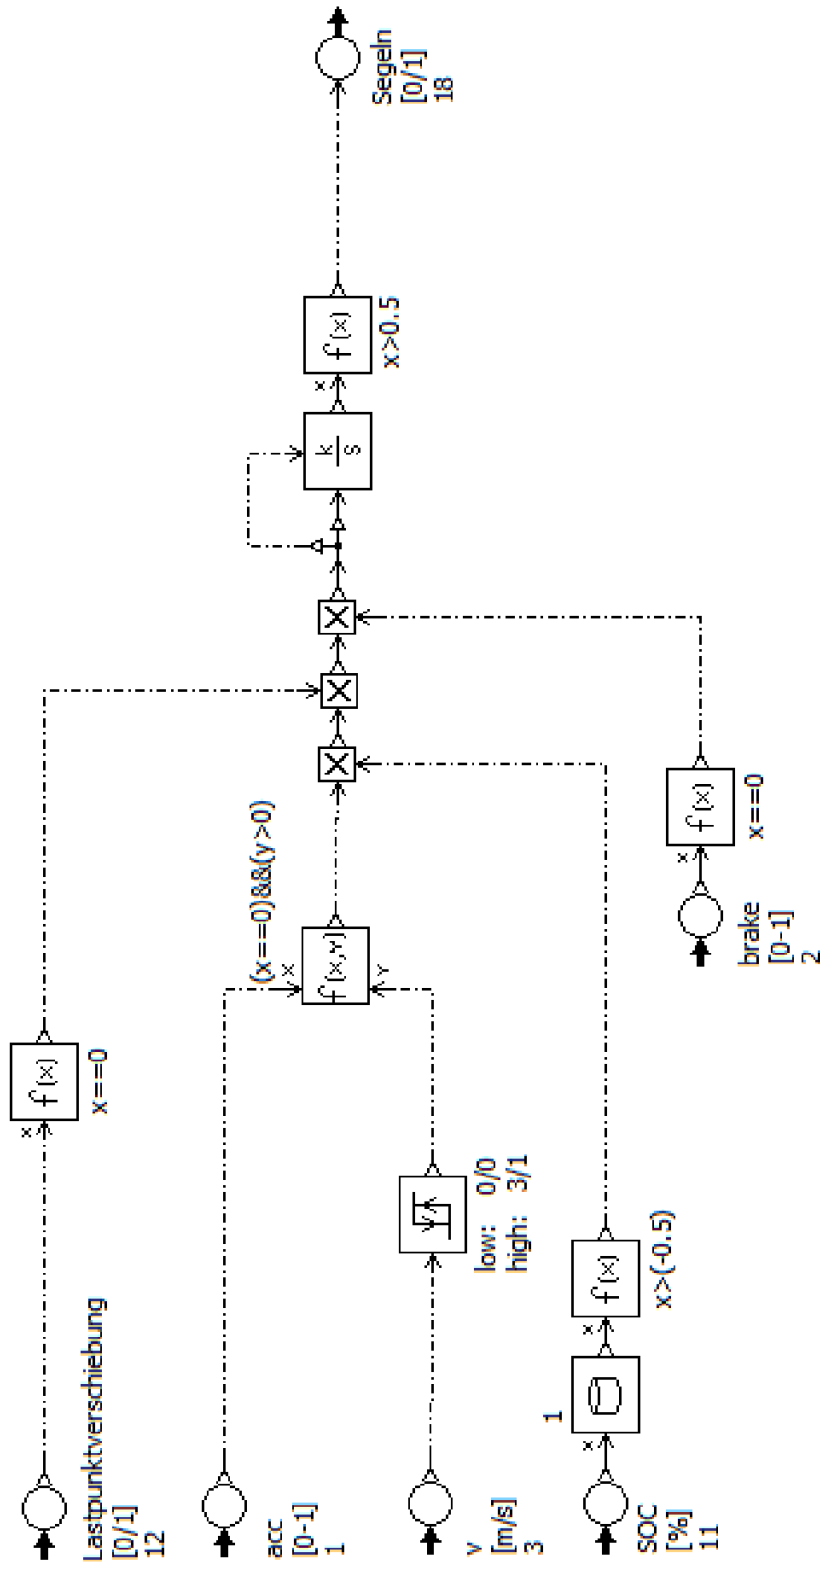 Lastpunktverschiebung
[0/1]
12
x
f(x)
x==0
acc
[0-1]
1
(x==0)&&(y>0)
X
f(x,y)
Y
v
[m/s]
3
low: 0/0
high: 3/1
SOC
[%]
11
x
1
x
f(x)
x>(-0.5)
brake
[0-1]
2
x
f(x)
x==0
X
X
X
k
s
x
f(x)
x>0.5
Segeln
[0/1]
18